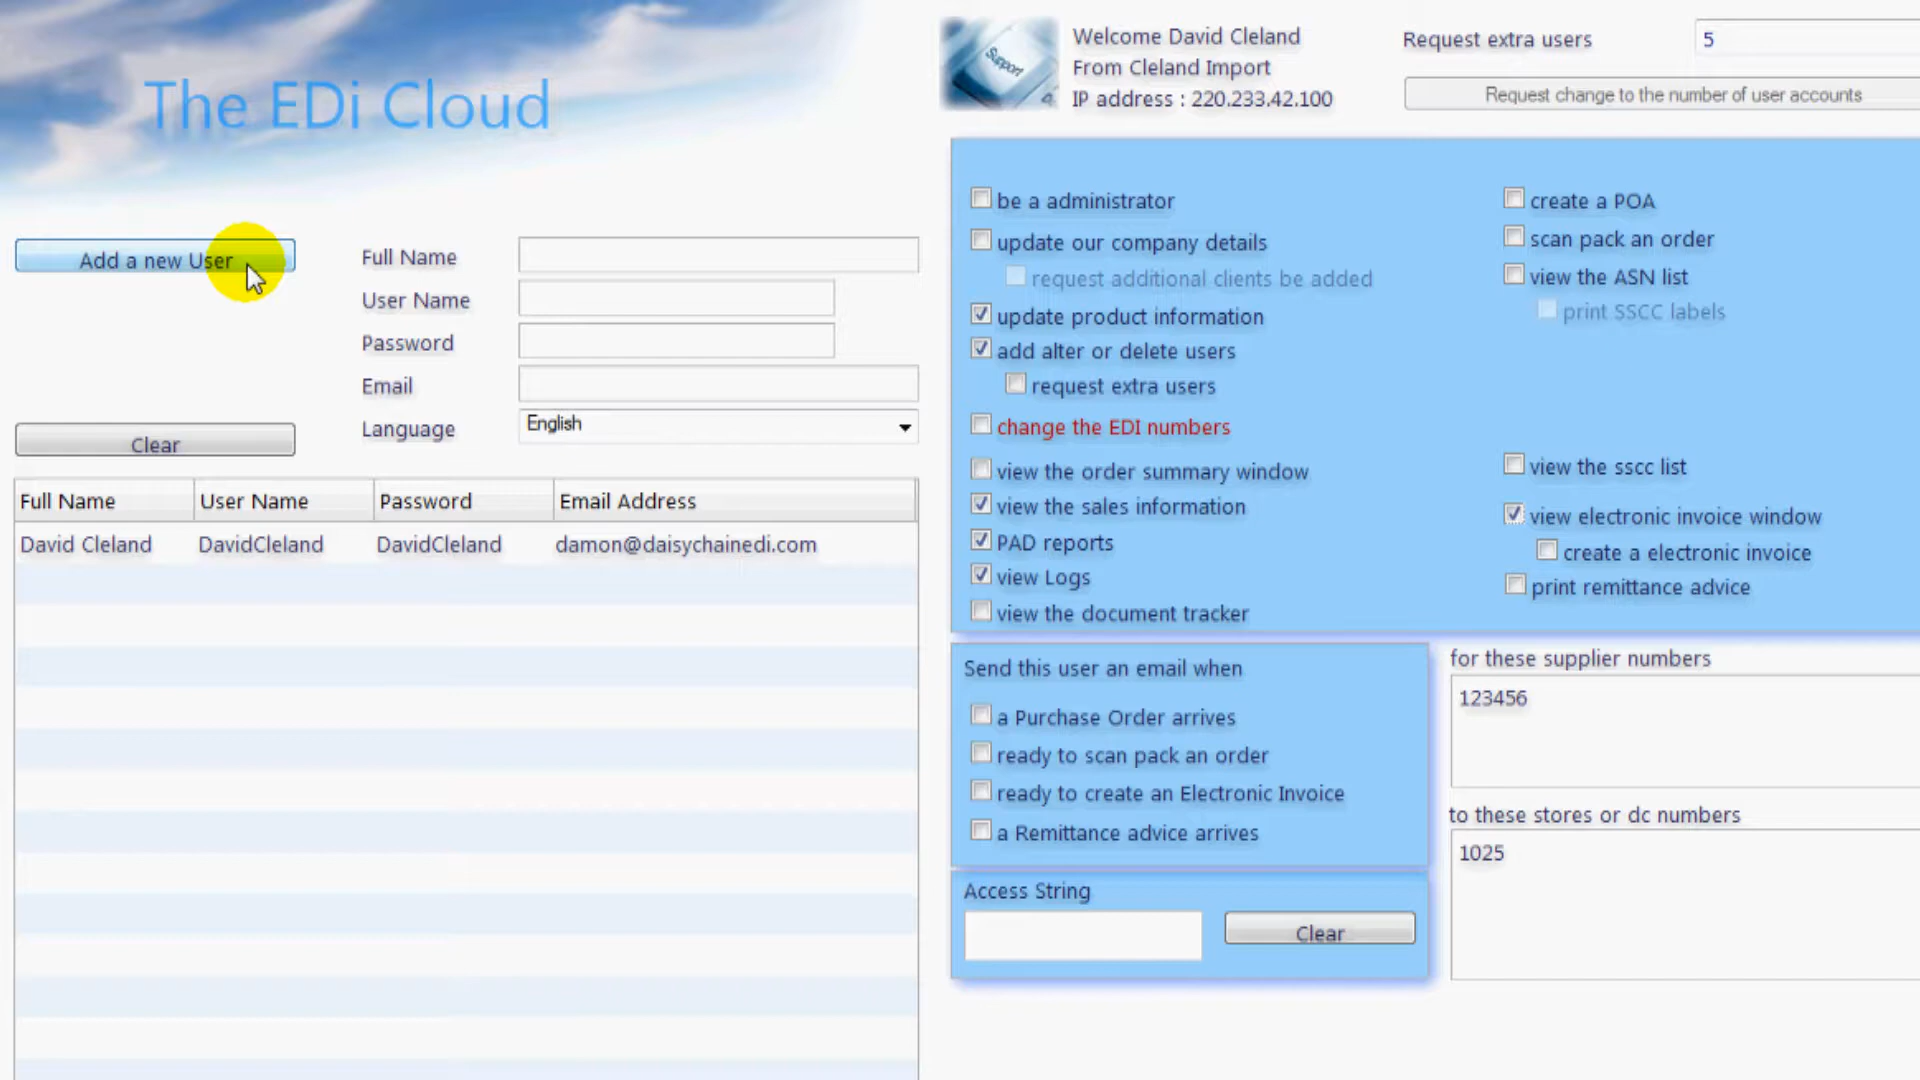 The EDi Cloud
Support
Welcome David Cleland
From Cleland Import
IP address : 220.233.42.100
Request extra users
5
Request change to the number of user accounts
Add a new User
Clear
Full Name
User Name
Password
Email
Language
English
Full Name User Name Password Email Address
David Cleland DavidCleland DavidCleland damon@daisychainedi.com
be a administrator
update our company details
request additional clients be added
update product information
add alter or delete users
request extra users
change the EDI numbers
view the order summary window
view the sales information
PAD reports
view Logs
view the document tracker
create a POA
scan pack an order
view the ASN list
print SSCC labels
view the sscc list
view electronic invoice window
create a electronic invoice
print remittance advice
Send this user an email when
a Purchase Order arrives
ready to scan pack an order
ready to create an Electronic Invoice
a Remittance advice arrives
Access String
Clear
for these supplier numbers
123456
to these stores or dc numbers
1025